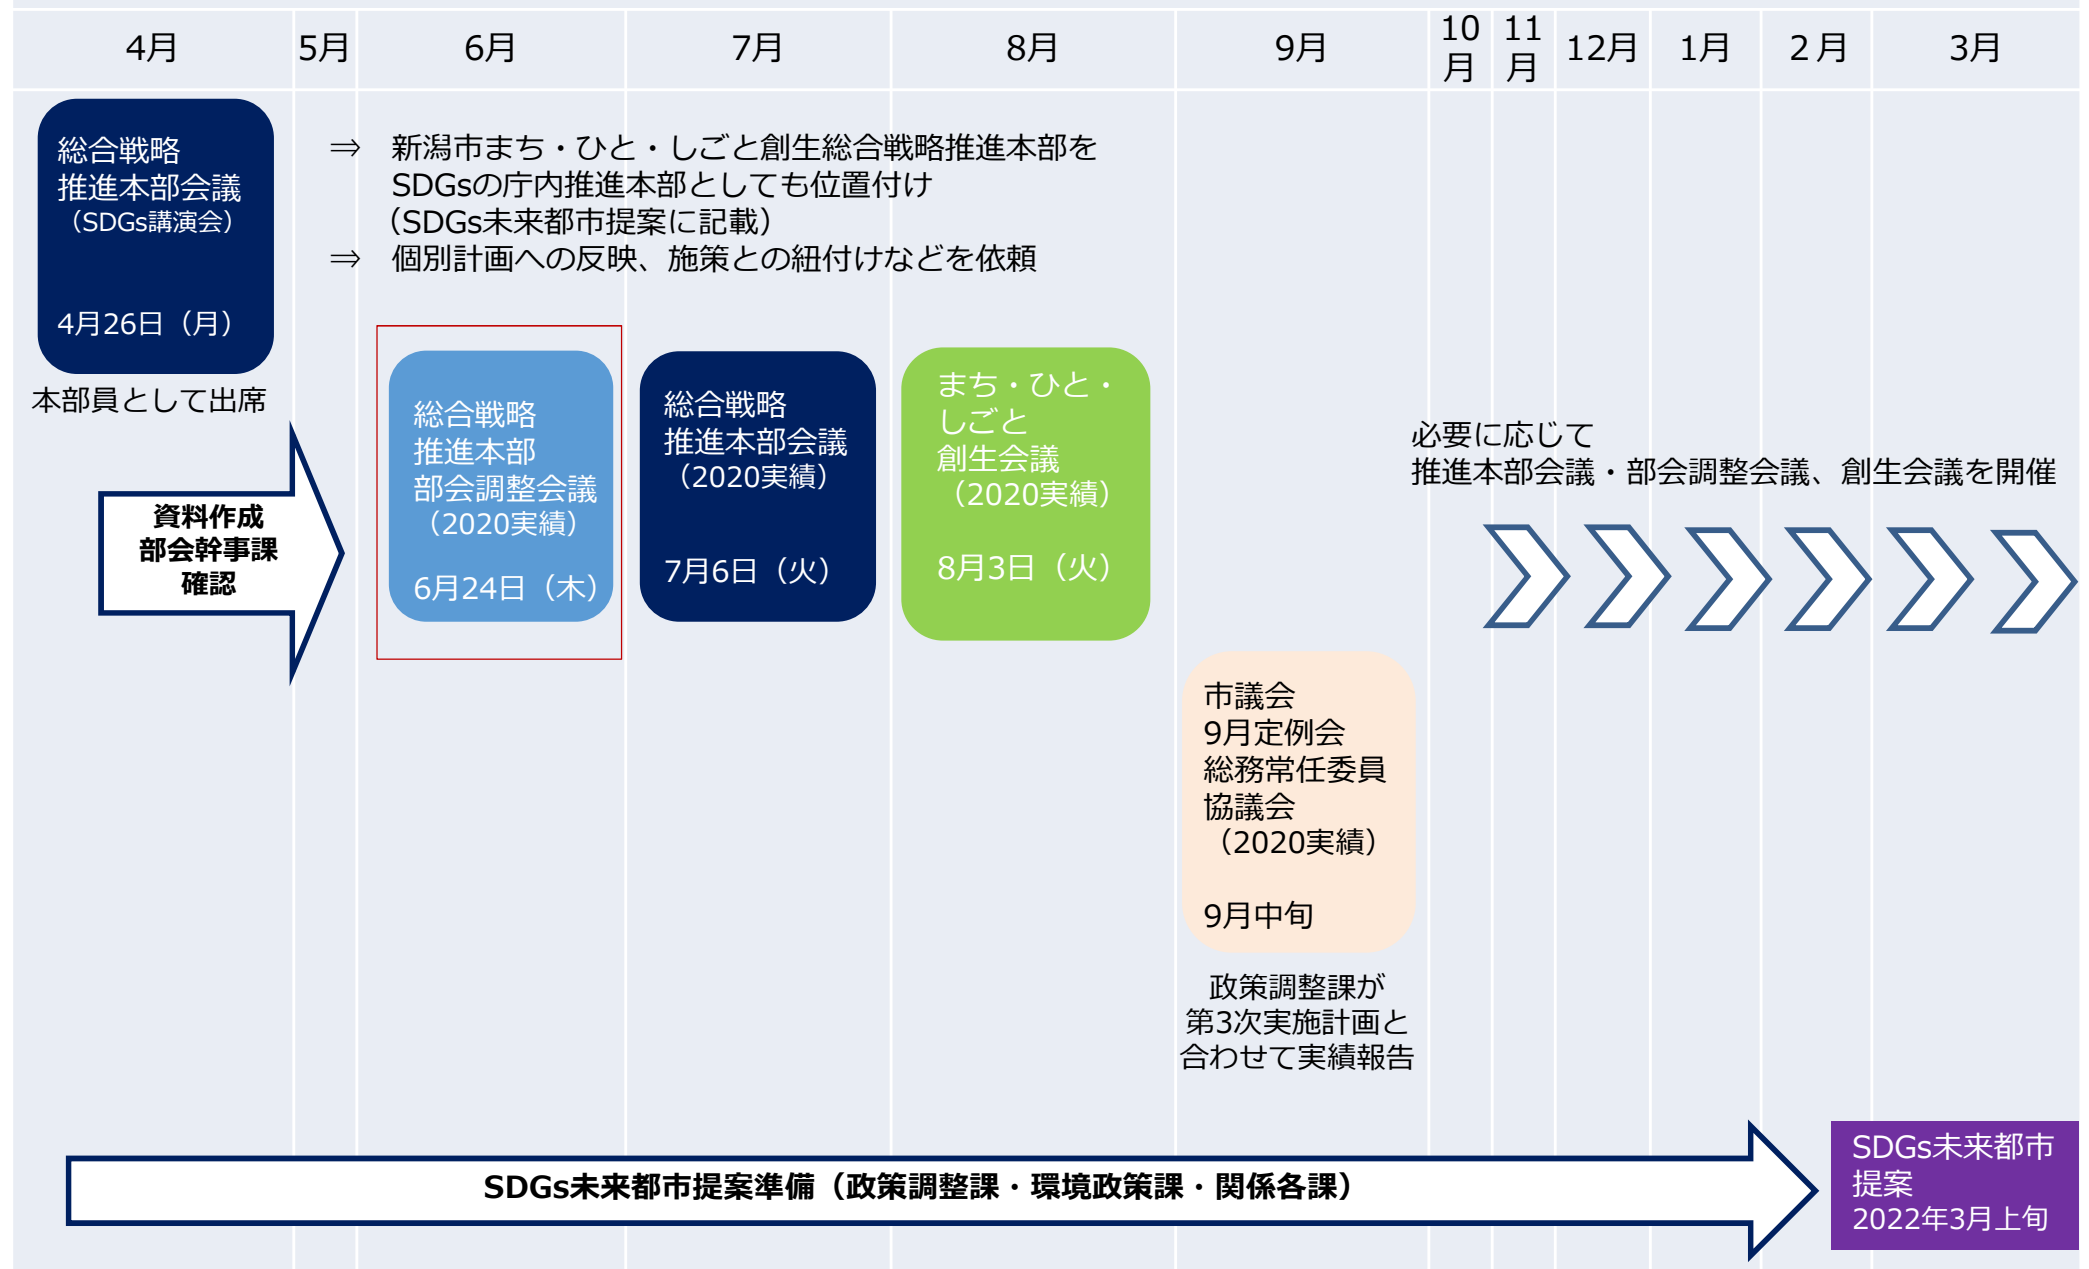 4月
5月
6月
7月
8月
9月
10
月
11
月
12月
1月
2月
3月
総合戦略
推進本部会議
（SDGs講演会）
4月26日（月）
本部員として出席
⇒ 新潟市まち・ひと・しごと創生総合戦略推進本部を
SDGsの庁内推進本部としても位置付け
（SDGs未来都市提案に記載）
⇒ 個別計画への反映、施策との紐付けなどを依頼
資料作成
部会幹事課
確認
総合戦略
推進本部
部会調整会議
（2020実績）
6月24日（木）
総合戦略
推進本部会議
（2020実績）
7月6日（火）
まち・ひと・
しごと
創生会議
（2020実績）
8月3日（火）
必要に応じて
推進本部会議・部会調整会議、創生会議を開催
市議会
9月定例会
総務常任委員
協議会
（2020実績）
9月中旬
政策調整課が
第3次実施計画と
合わせて実績報告
SDGs未来都市提案準備（政策調整課・環境政策課・関係各課）
SDGs未来都市
提案
2022年3月上旬